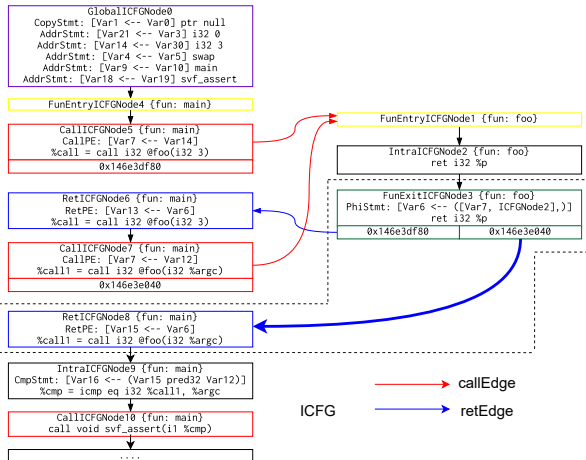 GlobalICFGNode0
CopyStmt: [Var1 <-- Var0] ptr null
AddrStmt: [Var21 <-- Var3] i32 0
AddrStmt: [Var14 <-- Var30] i32 3
AddrStmt: [Var4 <-- Var5] swap
AddrStmt: [Var9 <-- Var10] main
AddrStmt: [Var18 <-- Var19] svf_assert
FunEntryICFGNode4 {fun: main}
CallICFGNode5 {fun: main}
CallPE: [Var7 <-- Var14]
%call = call i32 @foo(i32 3)
0x146e3df80
RetICFGNode6 {fun: main}
RetPE: [Var13 <-- Var6]
%call = call i32 @foo(i32 3)
CallICFGNode7 {fun: main}
CallPE: [Var7 <-- Var12]
%call1 = call i32 @foo(i32 %argc)
0x146e3e040
RetICFGNode8 {fun: main}
RetPE: [Var15 <-- Var6]
%call1 = call i32 @foo(i32 %argc)
IntraICFGNode9 {fun: main}
CmpStmt: [Var16 <-- (Var15 pred32 Var12)]
%cmp = icmp eq i32 %call1, %argc
CallICFGNode10 {fun: main}
call void svf_assert(i1 %cmp)
....
FunEntryICFGNode1 {fun: foo}
IntraICFGNode2 {fun: foo}
ret i32 %p
FunExitICFGNode3 {fun: foo}
PhiStmt: [Var6 <-- ([Var7, ICFGNode2],)]
ret i32 %p
0x146e3df80
0x146e3e040
ICFG
callEdge
retEdge